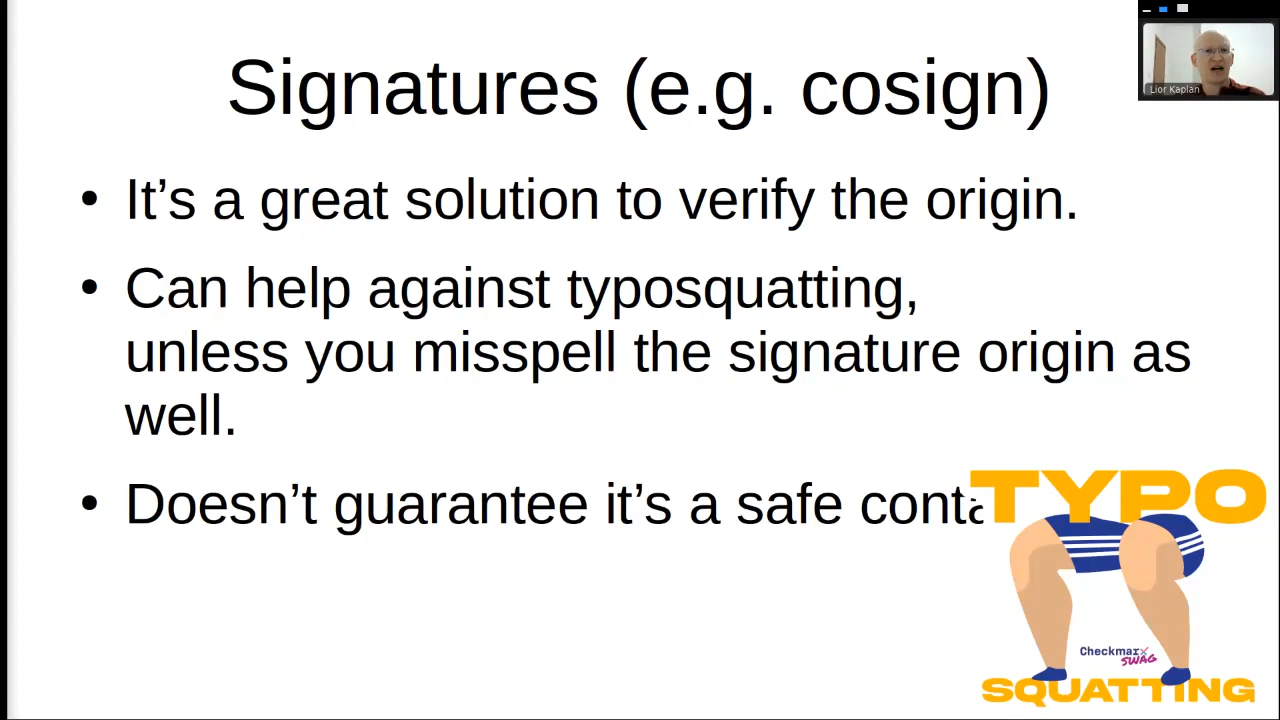 Signatures (e.g. cosign)
Lior Kaplan
• It’s a great solution to verify the origin.
• Can help against typosquatting,
unless you misspell the signature origin as
well.
• Doesn’t guarantee it’s a safe
TYPO
Checkmarx
SWAG
SQUATTING